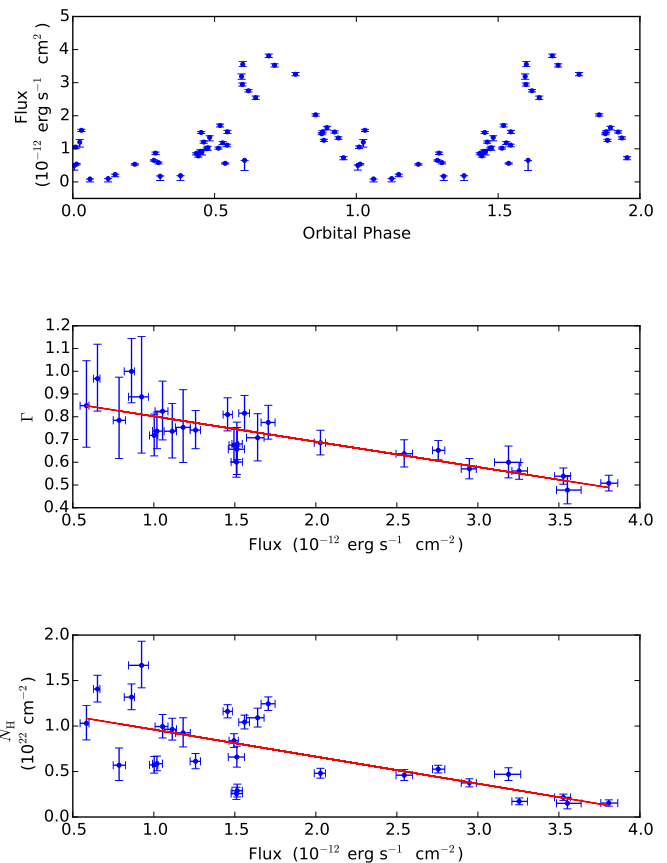 5
4
3
2
1
0
Flux
(10⁻¹² erg s⁻¹ cm²)
0.0 0.5 1.0 1.5 2.0
Orbital Phase
1.2
1.1
1.0
0.9
0.8
0.7
0.6
0.5
0.4
Γ
0.5 1.0 1.5 2.0 2.5 3.0 3.5 4.0
Flux (10⁻¹² erg s⁻¹ cm⁻²)
2.0
1.5
1.0
0.5
0.0
N_H
(10²² cm⁻²)
0.5 1.0 1.5 2.0 2.5 3.0 3.5 4.0
Flux (10⁻¹² erg s⁻¹ cm⁻²)